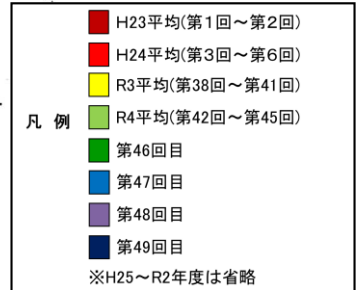 凡 例
H23平均(第1回～第2回)
H24平均(第3回～第6回)
R3平均(第38回～第41回)
R4平均(第42回～第45回)
第46回目
第47回目
第48回目
第49回目
※H25～R2年度は省略